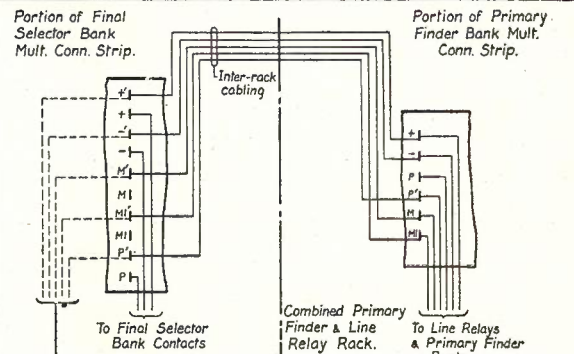 Portion of Final
Selector Bank
Mult. Conn. Strip.
Portion of Primary
Finder Bank Mult.
Conn. Strip.
Inter-rack
cabling
+'
+
-'
-
M'
M
MI'
MI
P'
P
+
-
P
P'
M
MI
To Final Selector
Bank Contacts
Combined Primary
Finder & Line
Relay Rack.
To Line Relays
& Primary Finder